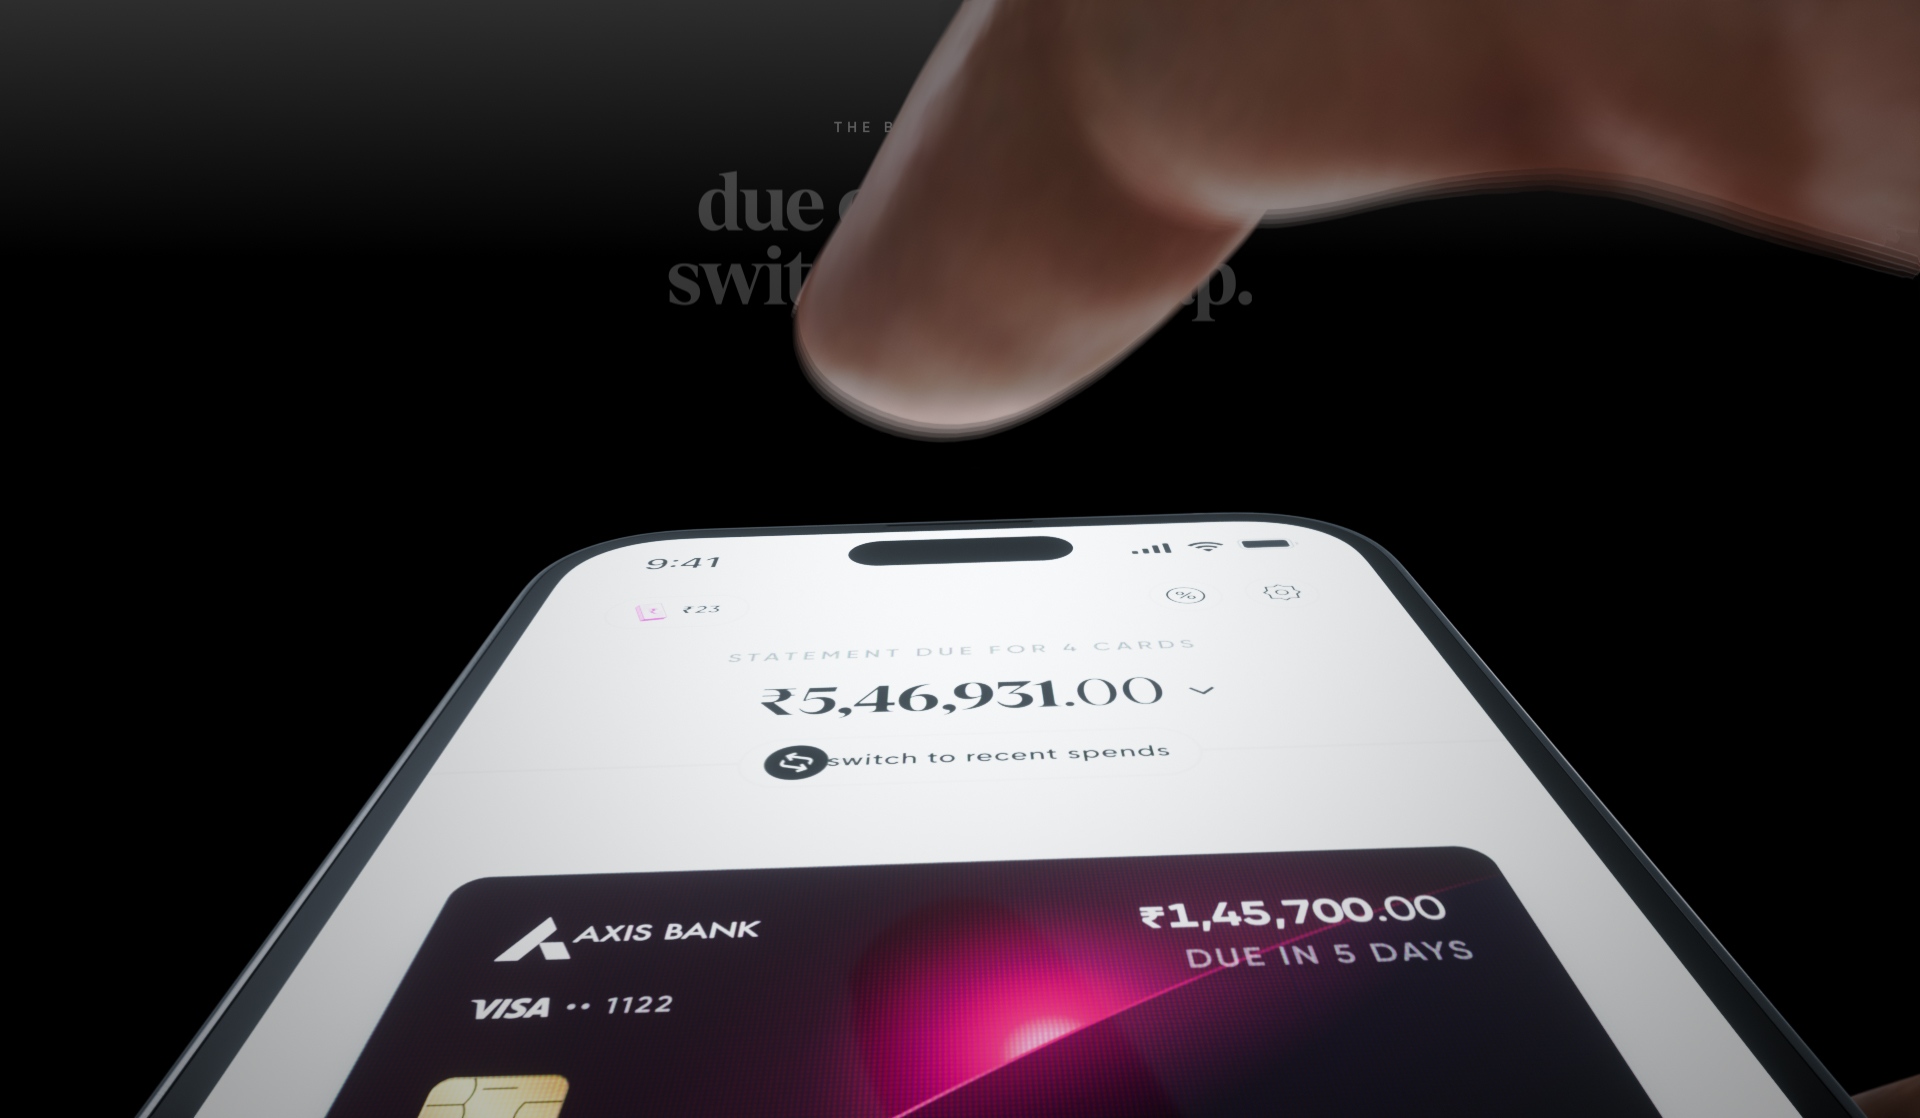 THE
due
swit
p.
9:41
₹23
%
STATEMENT DUE FOR 4 CARDS
₹5,46,931.00
switch to recent spends
AXIS BANK
₹1,45,700.00
DUE IN 5 DAYS
VISA •• 1122